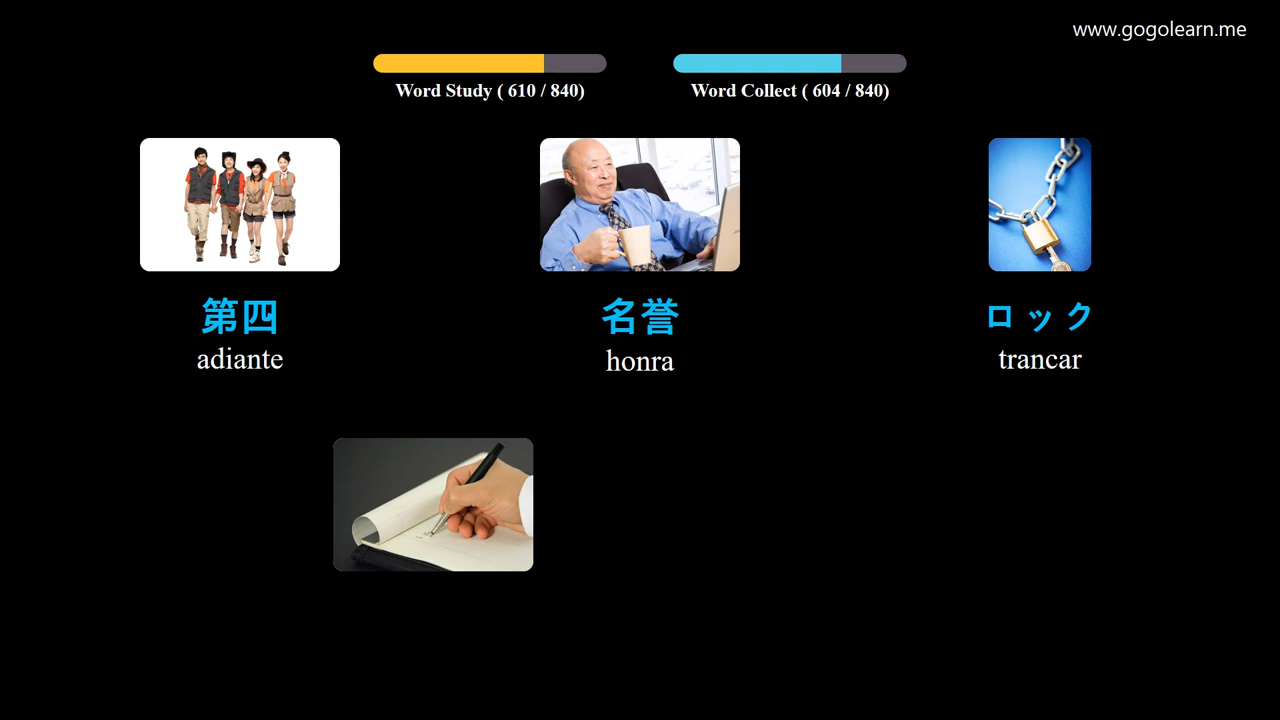 www.gogolearn.me
Word Study ( 610 / 840)
Word Collect ( 604 / 840)
第四
名誉
ロック
adiante
honra
trancar